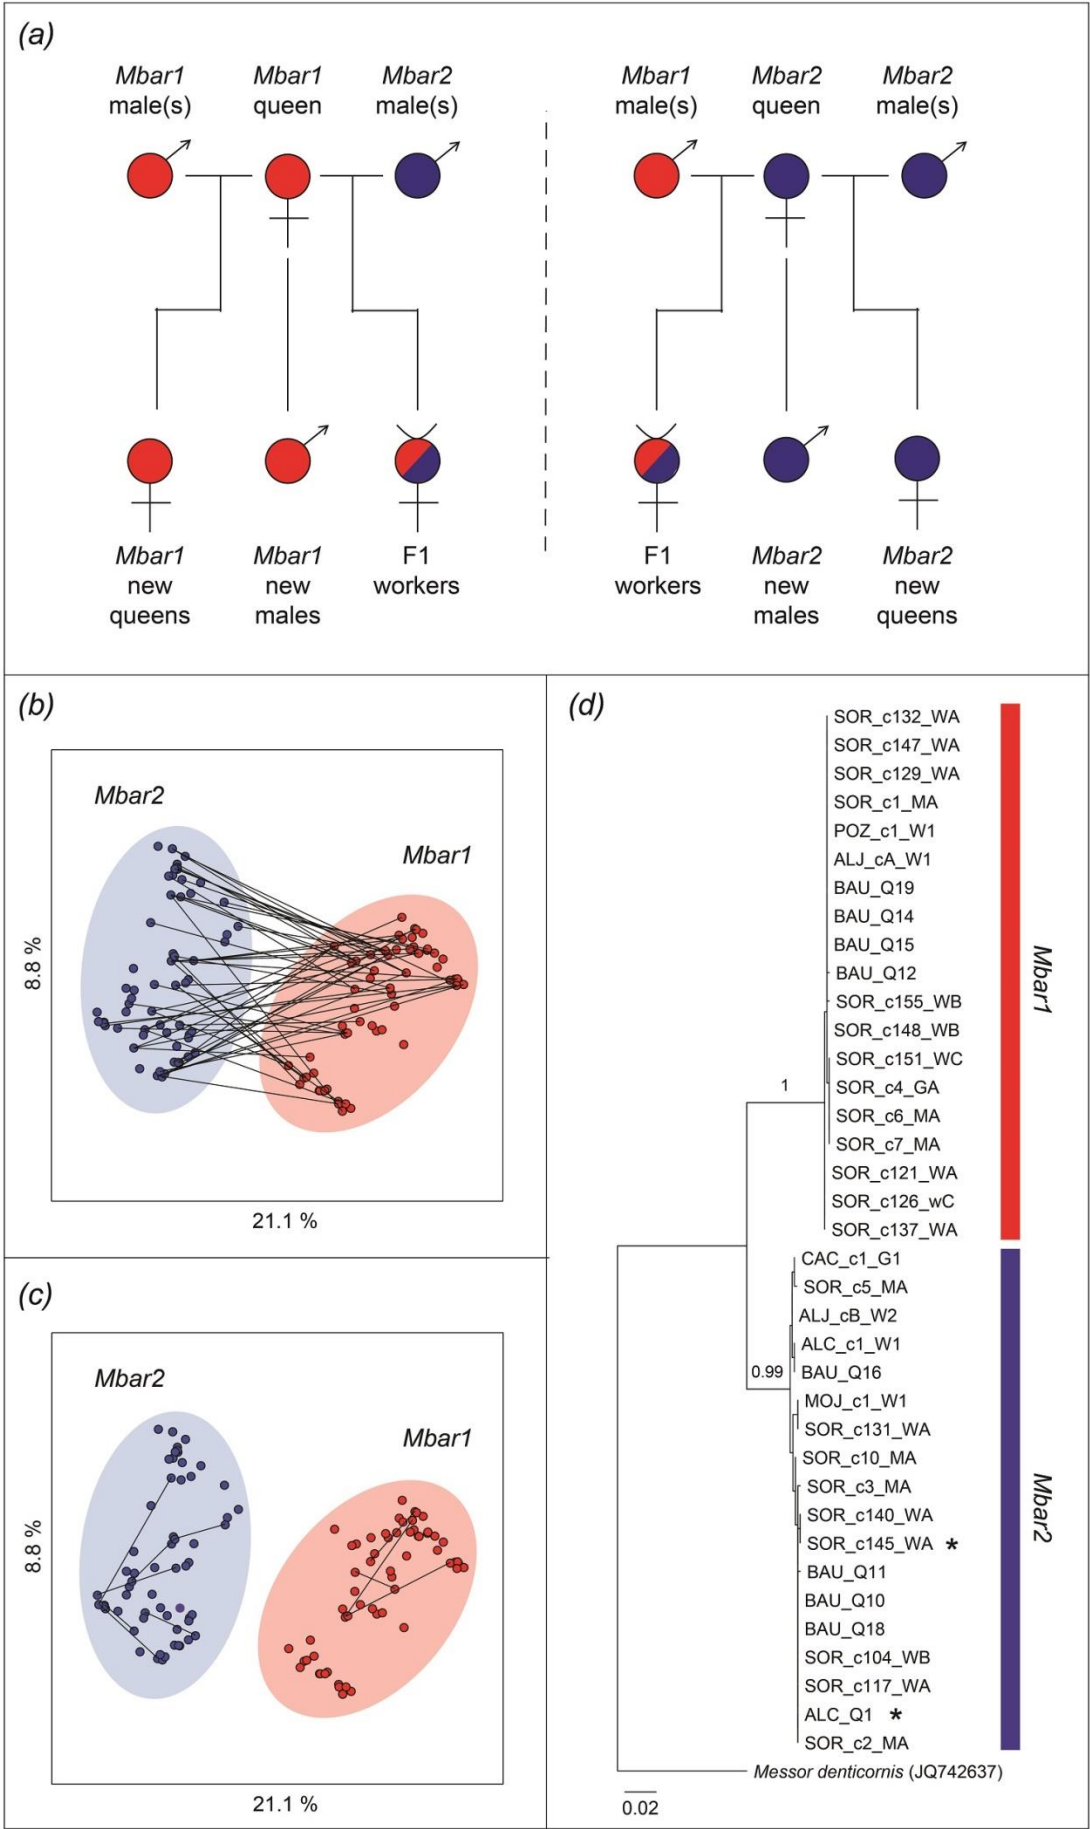 (a)
Mbar1 male(s)
Mbar1 queen
Mbar2 male(s)
Mbar1 male(s)
Mbar2 queen
Mbar2 male(s)
Mbar1 new queens
Mbar1 new males
F1 workers
F1 workers
Mbar2 new males
Mbar2 new queens
(b)
Mbar2
Mbar1
8.8 %
21.1 %
(c)
Mbar2
Mbar1
8.8 %
21.1 %
(d)
SOR_c132_WA
SOR_c147_WA
SOR_c129_WA
SOR_c1_MA
POZ_c1_W1
ALJ_cA_W1
BAU_Q19
BAU_Q14
BAU_Q15
BAU_Q12
SOR_c155_WB
SOR_c148_WB
SOR_c151_WC
SOR_c4_GA
SOR_c6_MA
SOR_c7_MA
SOR_c121_WA
SOR_c126_wC
SOR_c137_WA
1
Mbar1
CAC_c1_G1
SOR_c5_MA
ALJ_cB_W2
ALC_c1_W1
BAU_Q16
MOJ_c1_W1
SOR_c131_WA
SOR_c10_MA
SOR_c3_MA
SOR_c140_WA
SOR_c145_WA *
BAU_Q11
BAU_Q10
BAU_Q18
SOR_c104_WB
SOR_c117_WA
ALC_Q1 *
SOR_c2_MA
0.99
Mbar2
Messor denticornis (JQ742637)
0.02